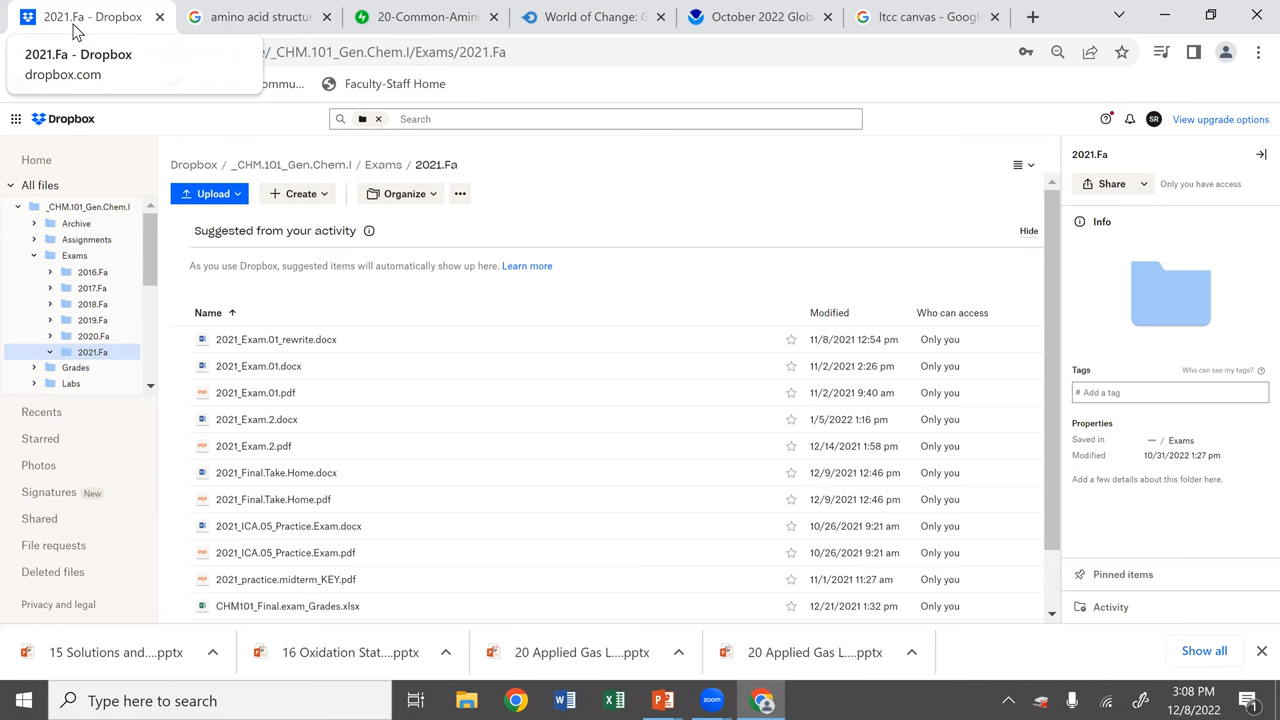 2021.Fa - Dropbox
amino acid structur
20-Common-Amin
World of Change: G
October 2022 Globa
ltcc canvas - Google
2021.Fa - Dropbox
dropbox.com
/_CHM.101_Gen.Chem.I/Exams/2021.Fa
ommu...
Faculty-Staff Home
Dropbox
Search
SR
View upgrade options
Home
All files
_CHM.101_Gen.Chem.I
Archive
Assignments
Exams
2016.Fa
2017.Fa
2018.Fa
2019.Fa
2020.Fa
2021.Fa
Grades
Labs
Recents
Starred
Photos
Signatures New
Shared
File requests
Deleted files
Privacy and legal
Dropbox / _CHM.101_Gen.Chem.I / Exams / 2021.Fa
Upload
Create
Organize
Suggested from your activity
Hide
As you use Dropbox, suggested items will automatically show up here. Learn more
Name Modified Who can access
2021_Exam.01_rewrite.docx 11/8/2021 12:54 pm Only you
2021_Exam.01.docx 11/2/2021 2:26 pm Only you
2021_Exam.01.pdf 11/2/2021 9:40 am Only you
2021_Exam.2.docx 1/5/2022 1:16 pm Only you
2021_Exam.2.pdf 12/14/2021 1:58 pm Only you
2021_Final.Take.Home.docx 12/9/2021 12:46 pm Only you
2021_Final.Take.Home.pdf 12/9/2021 12:46 pm Only you
2021_ICA.05_Practice.Exam.docx 10/26/2021 9:21 am Only you
2021_ICA.05_Practice.Exam.pdf 10/26/2021 9:21 am Only you
2021_practice.midterm_KEY.pdf 11/1/2021 11:27 am Only you
CHM101_Final.exam_Grades.xlsx 12/21/2021 1:32 pm Only you
2021.Fa
Share
Only you have access
Info
Tags
Who can see my tags?
# Add a tag
Properties
Saved in ••• / Exams
Modified 10/31/2022 1:27 pm
Add a few details about this folder here.
Pinned items
Activity
15 Solutions and....pptx
16 Oxidation Stat....pptx
20 Applied Gas L....pptx
20 Applied Gas L....pptx
Show all
Type here to search
zoom
3:08 PM
12/8/2022
1